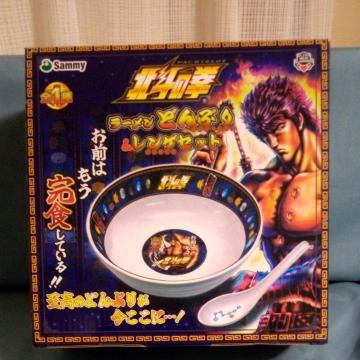 Sammy
PACHISLOT
北斗の拳
ラーメンどんぶり
&レンゲセット
お前は
もう
完食
している!!
至高のどんぶりが
今ここに…!